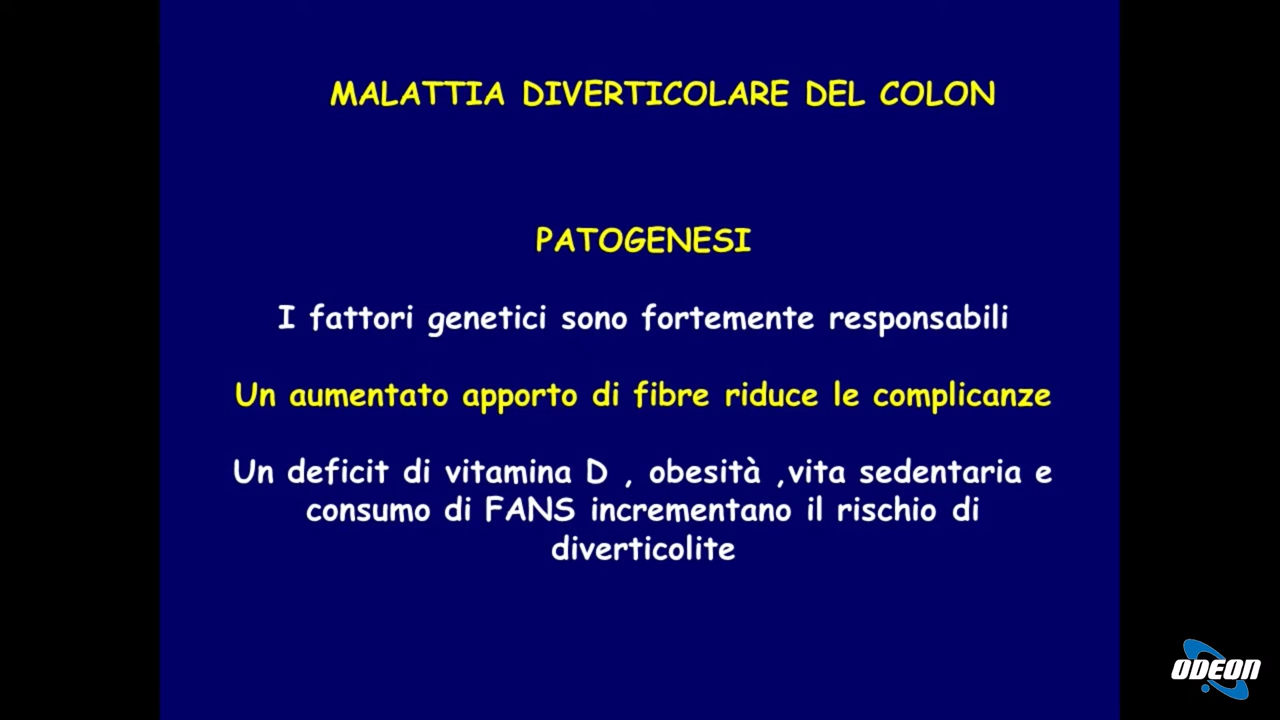 MALATTIA DIVERTICOLARE DEL COLON
PATOGENESI
I fattori genetici sono fortemente responsabili
Un aumentato apporto di fibre riduce le complicanze
Un deficit di vitamina D , obesità ,vita sedentaria e
consumo di FANS incrementano il rischio di
diverticolite
ODEON